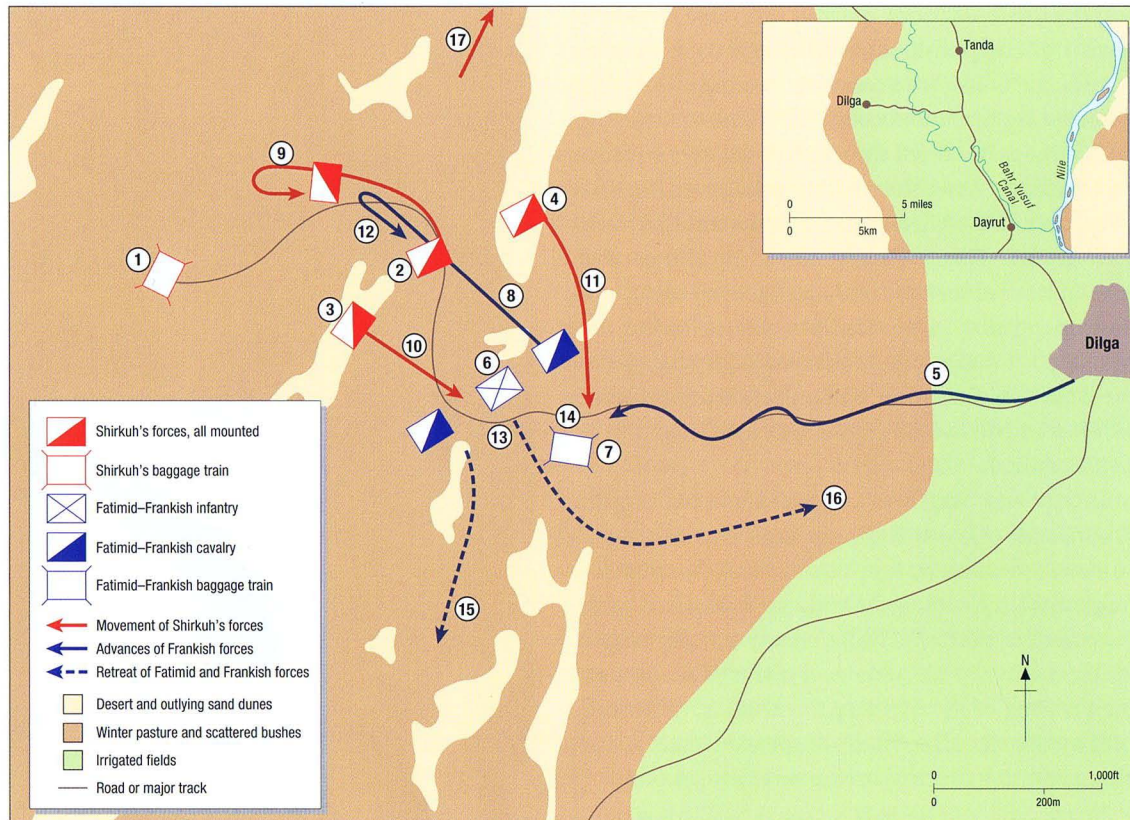 17
Tanda
Dilga
Bahr Yusuf
Canal
Nile
0
5 miles
0
5km
Dayrut
9
4
12
1
2
11
8
3
10
6
5
Dilga
14
13
7
16
15
Shirkuh's forces, all mounted
Shirkuh's baggage train
Fatimid–Frankish infantry
Fatimid–Frankish cavalry
Fatimid–Frankish baggage train
Movement of Shirkuh's forces
Advances of Frankish forces
Retreat of Fatimid and Frankish forces
Desert and outlying sand dunes
Winter pasture and scattered bushes
Irrigated fields
Road or major track
N
0
1,000ft
0
200m